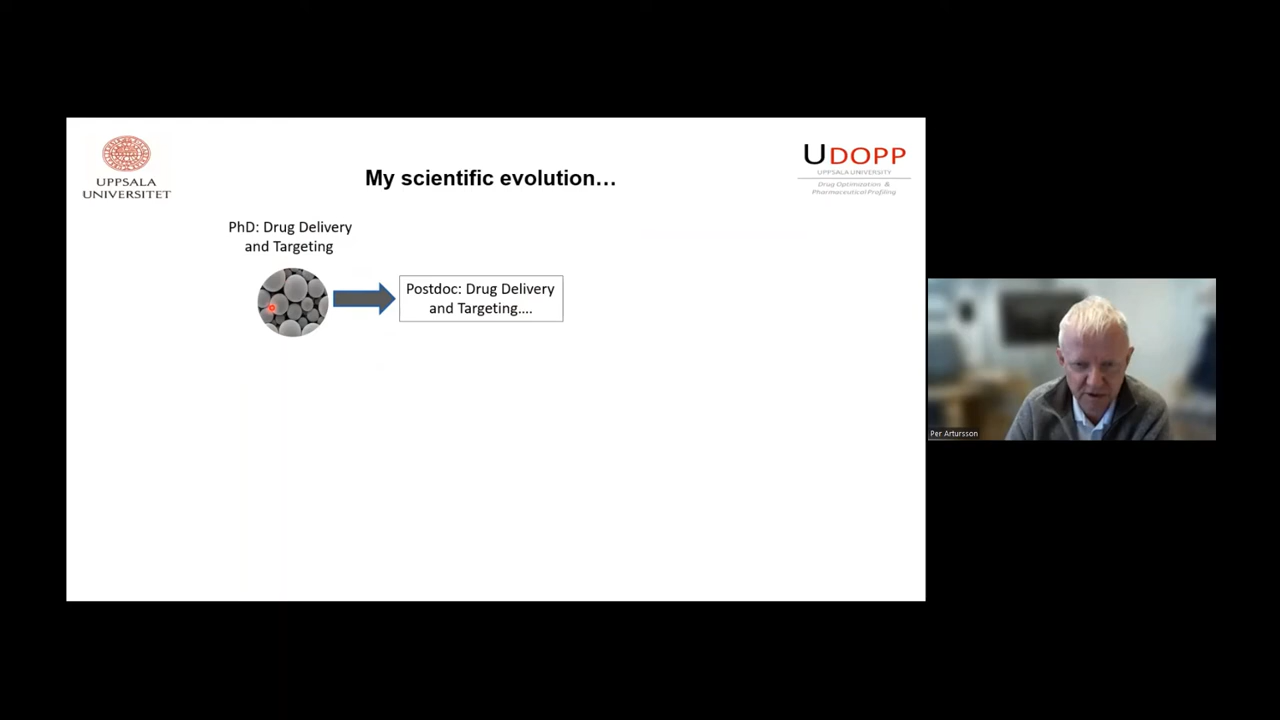 UPPSALA
UNIVERSITET
My scientific evolution…
UDOPP
UPPSALA UNIVERSITY
Drug Optimization &
Pharmaceutical Profiling
PhD: Drug Delivery
and Targeting
Postdoc: Drug Delivery
and Targeting....
Per Artursson